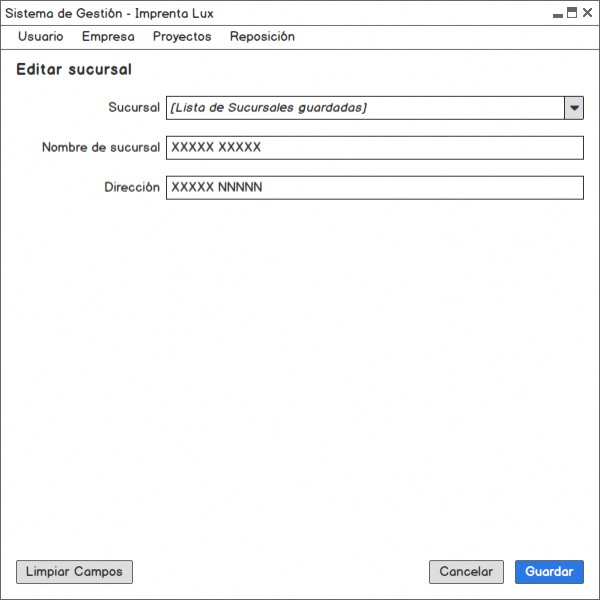 Sistema de Gestión - Imprenta Lux
Usuario Empresa Proyectos Reposición
Editar sucursal
Sucursal [Lista de Sucursales guardadas]
Nombre de sucursal XXXXX XXXXX
Dirección XXXXX NNNNN
Limpiar Campos Cancelar Guardar